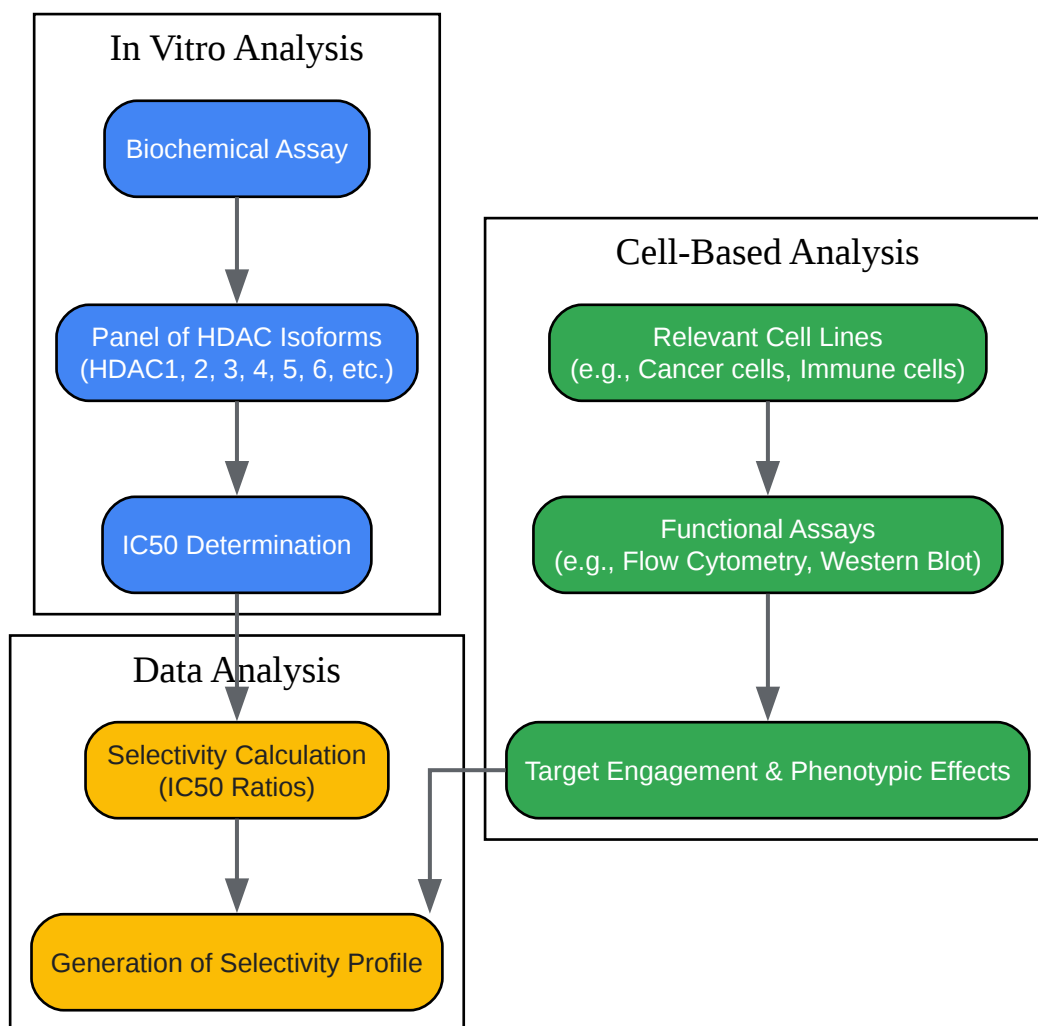 In Vitro Analysis
Biochemical Assay
Panel of HDAC Isoforms
(HDAC1, 2, 3, 4, 5, 6, etc.)
IC50 Determination
Data Analysis
Selectivity Calculation
(IC50 Ratios)
Generation of Selectivity Profile
Cell-Based Analysis
Relevant Cell Lines
(e.g., Cancer cells, Immune cells)
Functional Assays
(e.g., Flow Cytometry, Western Blot)
Target Engagement & Phenotypic Effects